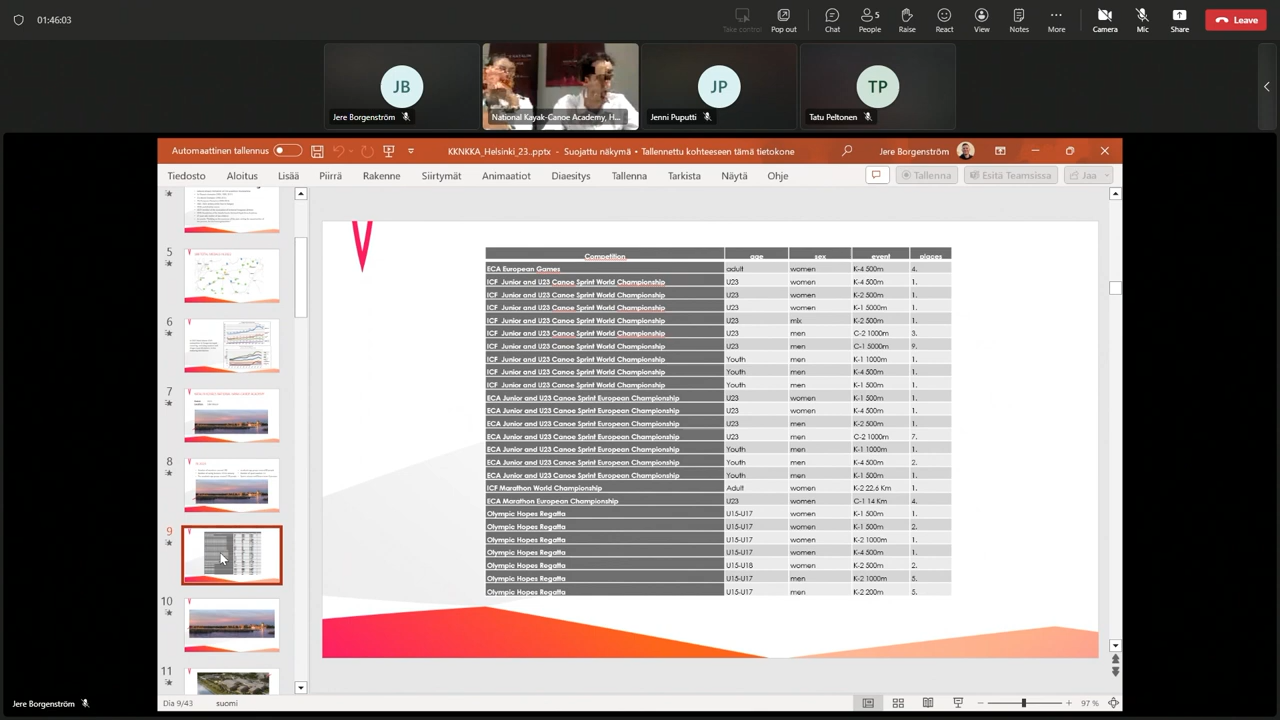 01:46:03
Take control
Pop out
Chat
5
People
Raise
React
View
Notes
More
Camera
Mic
Share
Leave
JB
Jere Borgenström
National Kayak-Canoe Academy, H...
JP
Jenni Puputti
TP
Tatu Peltonen
Automaattinen tallennus
KKNKKA_Helsinki_23..pptx - Suojattu näkymä • Tallennettu kohteeseen tämä tietokone
Jere Borgenström
Tiedosto Aloitus Lisää Piirrä Rakenne Siirtymät Animaatiot Diaesitys Tallenna Tarkista Näytä Ohje
Tallenna
Esitä Teamsissa
Jaa
5
6
7
8
9
10
11
Competition age sex event places
ECA European Games adult women K-4 500m 4.
ICF Junior and U23 Canoe Sprint World Championship U23 women K-4 500m 1.
ICF Junior and U23 Canoe Sprint World Championship U23 women K-2 500m 1.
ICF Junior and U23 Canoe Sprint World Championship U23 women K-1 5000m 1.
ICF Junior and U23 Canoe Sprint World Championship U23 mix K-2 500m 1.
ICF Junior and U23 Canoe Sprint World Championship U23 men C-2 1000m 3.
ICF Junior and U23 Canoe Sprint World Championship U23 men C-1 5000m 9.
ICF Junior and U23 Canoe Sprint World Championship Youth men K-1 1000m 1.
ICF Junior and U23 Canoe Sprint World Championship Youth men K-4 500m 1.
ICF Junior and U23 Canoe Sprint World Championship Youth men K-1 500m 1.
ECA Junior and U23 Canoe Sprint European Championship U23 women K-1 500m 1.
ECA Junior and U23 Canoe Sprint European Championship U23 women K-4 500m 1.
ECA Junior and U23 Canoe Sprint European Championship U23 men K-2 500m 1.
ECA Junior and U23 Canoe Sprint European Championship U23 men C-2 1000m 7.
ECA Junior and U23 Canoe Sprint European Championship Youth men K-1 1000m 1.
ECA Junior and U23 Canoe Sprint European Championship Youth men K-4 500m 2.
ECA Junior and U23 Canoe Sprint European Championship Youth men K-1 500m 1.
ICF Marathon World Championship Adult women K-2 22,6 Km 1.
ECA Marathon European Championship U23 women C-1 14 Km 4.
Olympic Hopes Regatta U15-U17 women K-1 500m 1.
Olympic Hopes Regatta U15-U17 women K-1 500m 2.
Olympic Hopes Regatta U15-U17 women K-2 1000m 1.
Olympic Hopes Regatta U15-U17 women K-4 500m 1.
Olympic Hopes Regatta U15-U18 women K-2 500m 2.
Olympic Hopes Regatta U15-U17 men K-2 1000m 5.
Olympic Hopes Regatta U15-U17 men K-2 200m 5.
Dia 9/43
suomi
97 %
Jere Borgenström